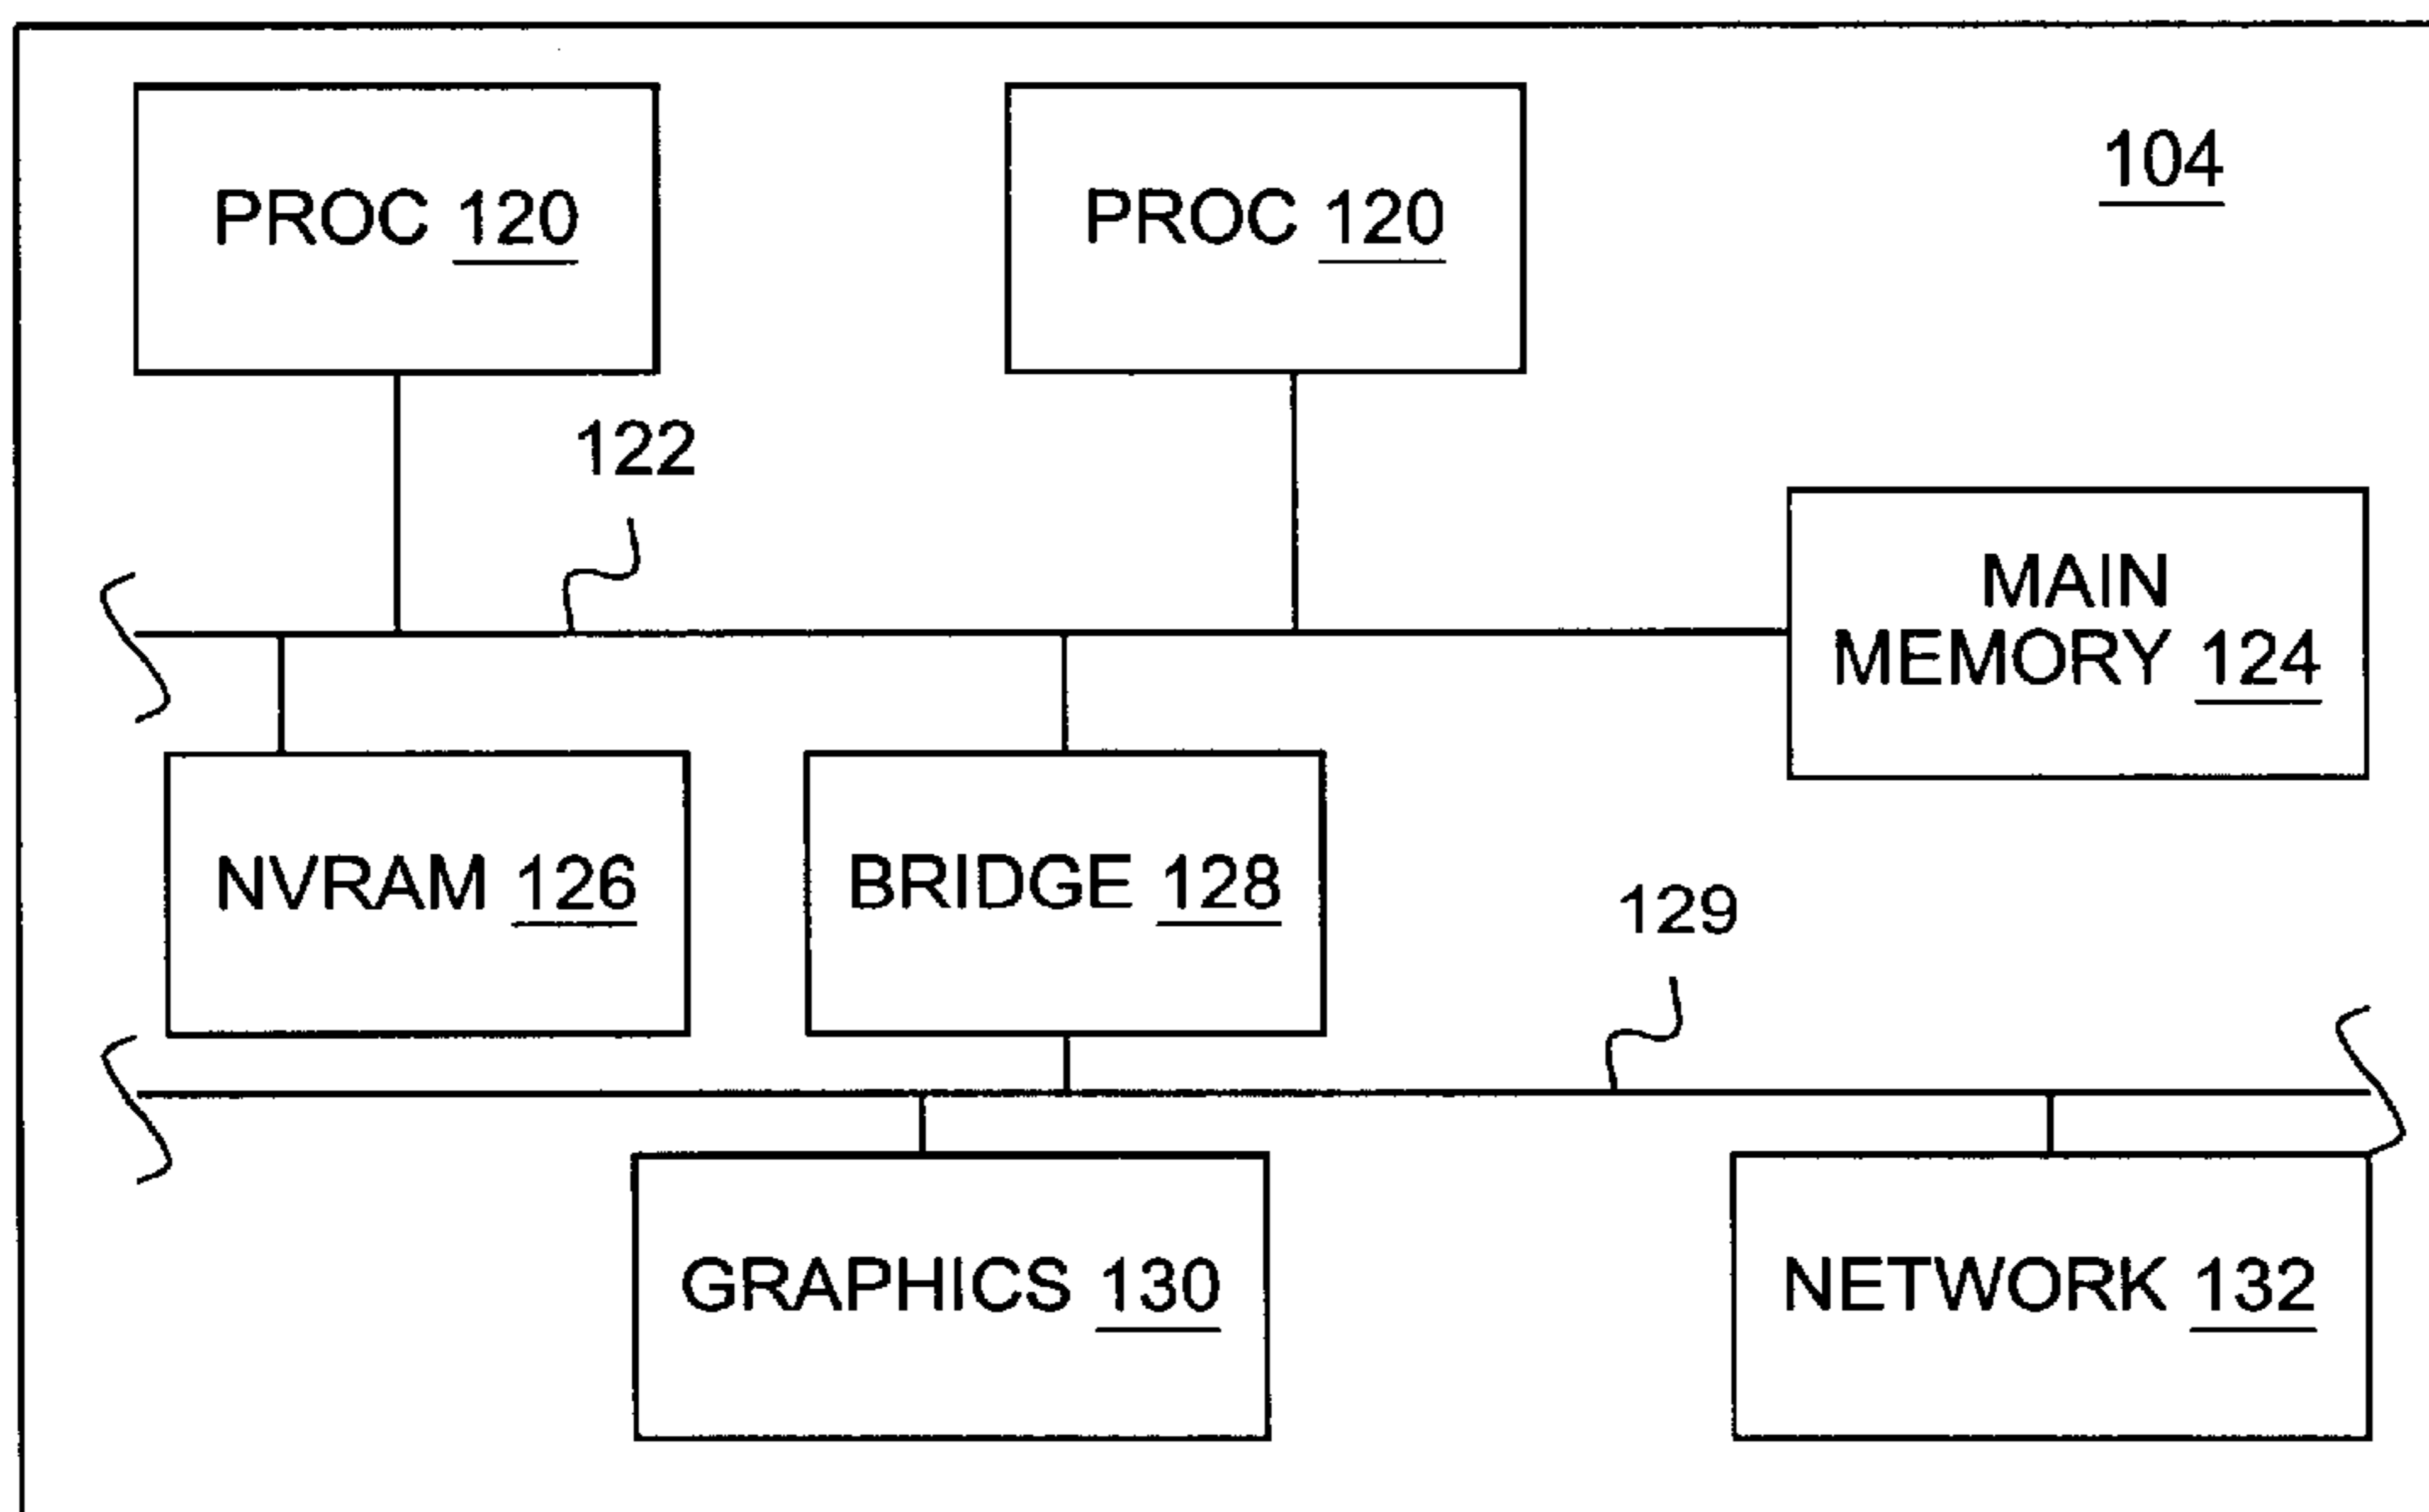 PROC 120
PROC 120
104
122
MAIN
MEMORY 124
NVRAM 126
BRIDGE 128
129
GRAPHICS 130
NETWORK 132